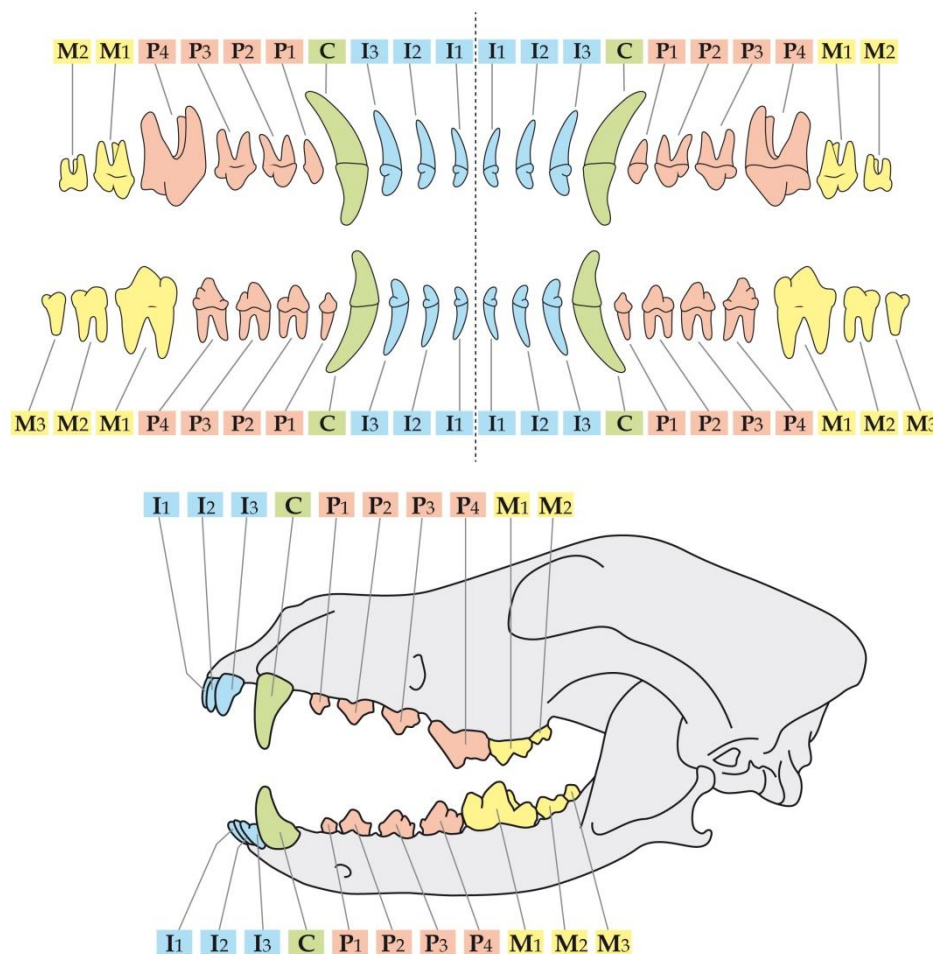 M2 M1 P4 P3 P2 P1 C I3 I2 I1 I1 I2 I3 C P1 P2 P3 P4 M1 M2
M3 M2 M1 P4 P3 P2 P1 C I3 I2 I1 I1 I2 I3 C P1 P2 P3 P4 M1 M2 M3
I1 I2 I3 C P1 P2 P3 P4 M1 M2
I1 I2 I3 C P1 P2 P3 P4 M1 M2 M3